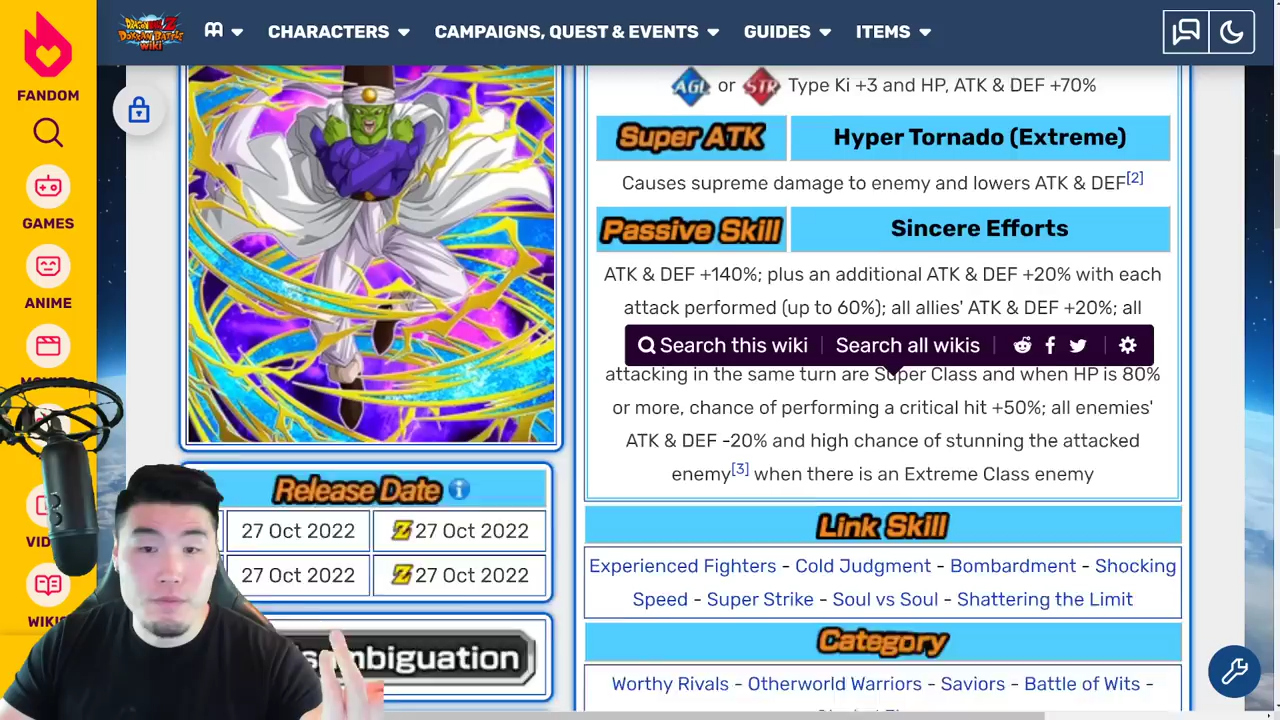 FANDOM
GAMES
ANIME
VID
WIKIS
DRAGON BALL Z
DOKKAN BATTLE
WIKI
CHARACTERS
CAMPAIGNS, QUEST & EVENTS
GUIDES
ITEMS
AGL or STR Type Ki +3 and HP, ATK & DEF +70%
Super ATK
Hyper Tornado (Extreme)
Causes supreme damage to enemy and lowers ATK & DEF[2]
Passive Skill
Sincere Efforts
ATK & DEF +140%; plus an additional ATK & DEF +20% with each
attack performed (up to 60%); all allies' ATK & DEF +20%; all
Search this wiki
Search all wikis
attacking in the same turn are Super Class and when HP is 80%
or more, chance of performing a critical hit +50%; all enemies'
ATK & DEF -20% and high chance of stunning the attacked
enemy[3] when there is an Extreme Class enemy
Release Date
27 Oct 2022
Z 27 Oct 2022
27 Oct 2022
Z 27 Oct 2022
sambiguation
Link Skill
Experienced Fighters - Cold Judgment - Bombardment - Shocking
Speed - Super Strike - Soul vs Soul - Shattering the Limit
Category
Worthy Rivals - Otherworld Warriors - Saviors - Battle of Wits -